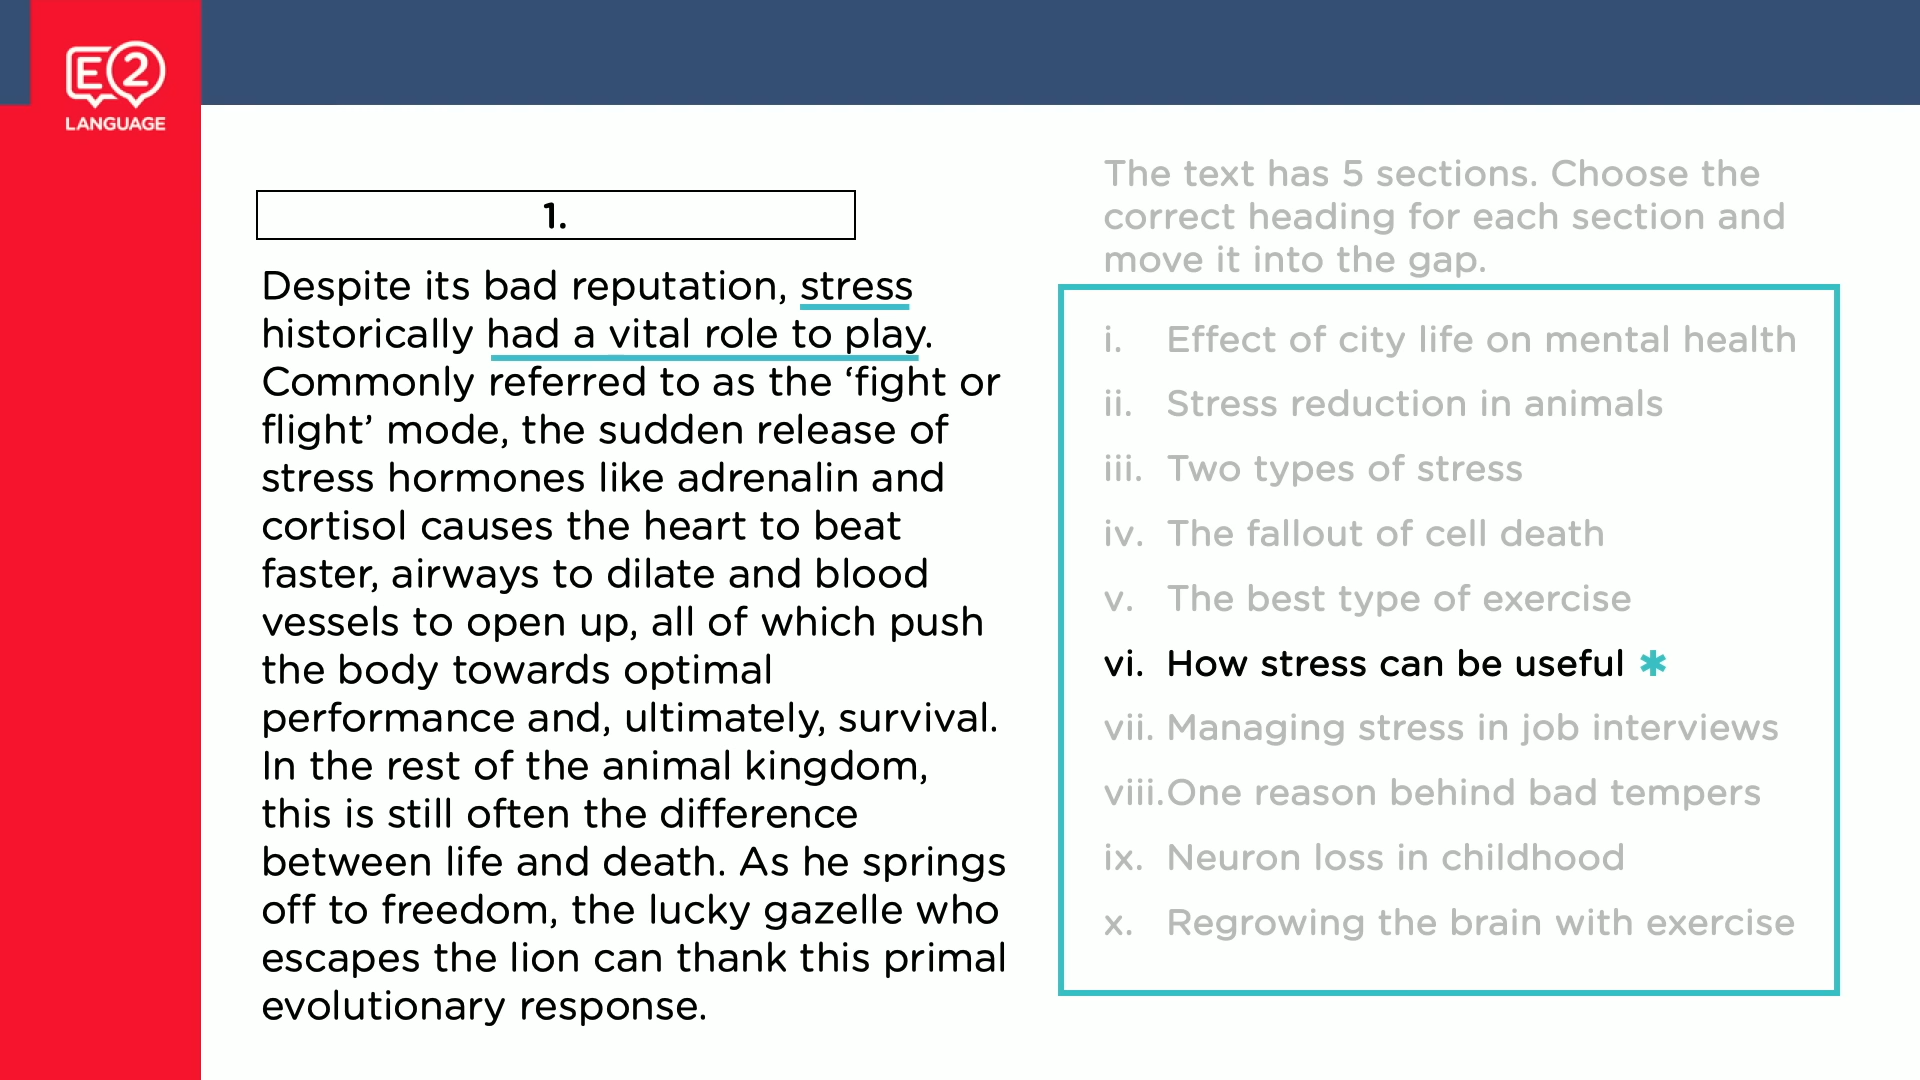 E2
LANGUAGE
1.
Despite its bad reputation, stress
historically had a vital role to play.
Commonly referred to as the ‘fight or
flight’ mode, the sudden release of
stress hormones like adrenalin and
cortisol causes the heart to beat
faster, airways to dilate and blood
vessels to open up, all of which push
the body towards optimal
performance and, ultimately, survival.
In the rest of the animal kingdom,
this is still often the difference
between life and death. As he springs
off to freedom, the lucky gazelle who
escapes the lion can thank this primal
evolutionary response.
The text has 5 sections. Choose the
correct heading for each section and
move it into the gap.
i. Effect of city life on mental health
ii. Stress reduction in animals
iii. Two types of stress
iv. The fallout of cell death
v. The best type of exercise
vi. How stress can be useful *
vii. Managing stress in job interviews
viii. One reason behind bad tempers
ix. Neuron loss in childhood
x. Regrowing the brain with exercise